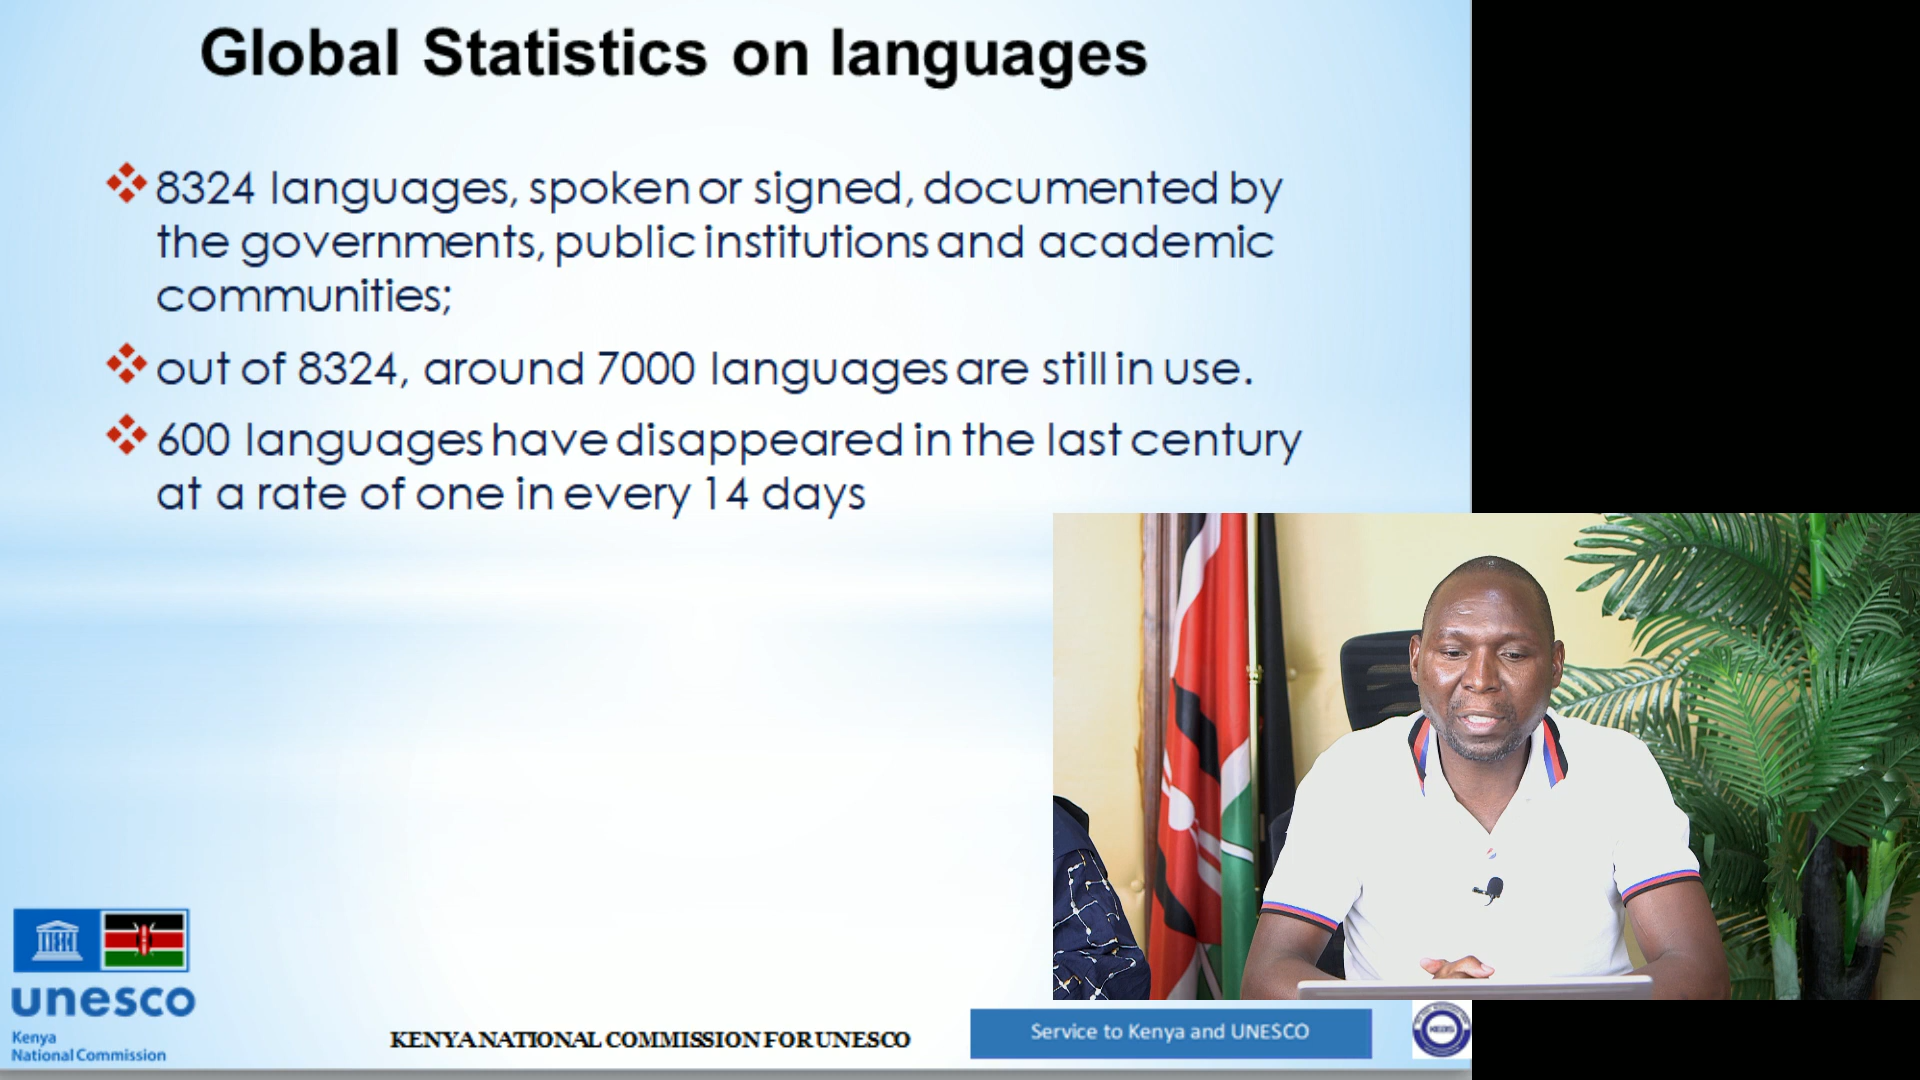 Global Statistics on languages
8324 languages, spoken or signed, documented by
the governments, public institutions and academic
communities;
out of 8324, around 7000 languages are still in use.
600 languages have disappeared in the last century
at a rate of one in every 14 days
unesco
Kenya
National Commission
KENYA NATIONAL COMMISSION FOR UNESCO
Service to Kenya and UNESCO